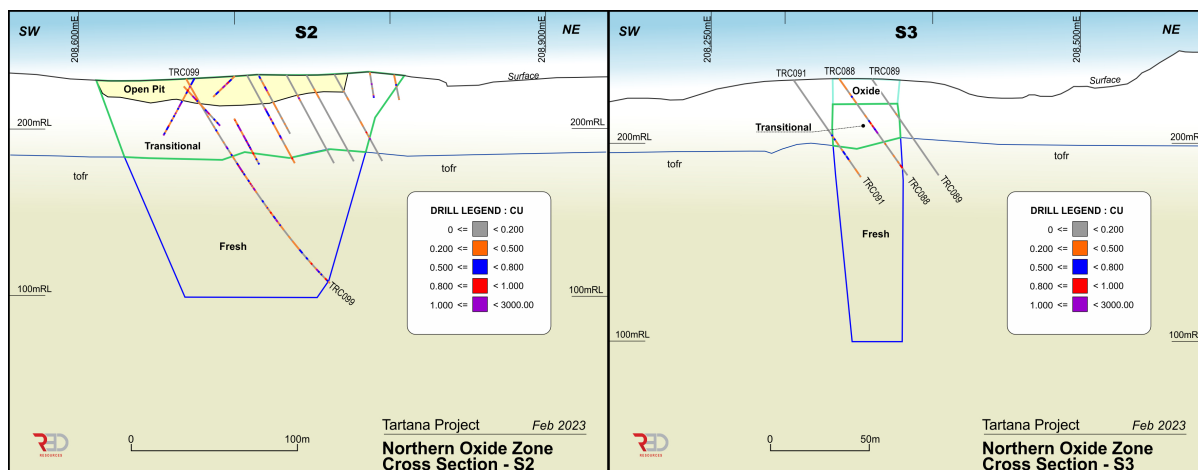 SW
208,600mE
S2
208,900mE
NE
TRC099
Surface
Open Pit
200mRL
200mRL
Transitional
tofr
tofr
Fresh
DRILL LEGEND : CU
0 <= < 0.200
0.200 <= < 0.500
0.500 <= < 0.800
0.800 <= < 1.000
1.000 <= < 3000.00
TRC099
100mRL
100mRL
Tartana Project Feb 2023
R3D
RESOURCES
0 100m
Northern Oxide Zone
Cross Section - S2
SW
208,250mE
S3
208,500mE
NE
TRC091
TRC088
TRC089
Surface
Oxide
Transitional
200mRL
200mRL
tofr
tofr
TRC091
TRC088
TRC089
Fresh
DRILL LEGEND : CU
0 <= < 0.200
0.200 <= < 0.500
0.500 <= < 0.800
0.800 <= < 1.000
1.000 <= < 3000.00
100mRL
100mRL
Tartana Project Feb 2023
R3D
RESOURCES
0 50m
Northern Oxide Zone
Cross Section - S3